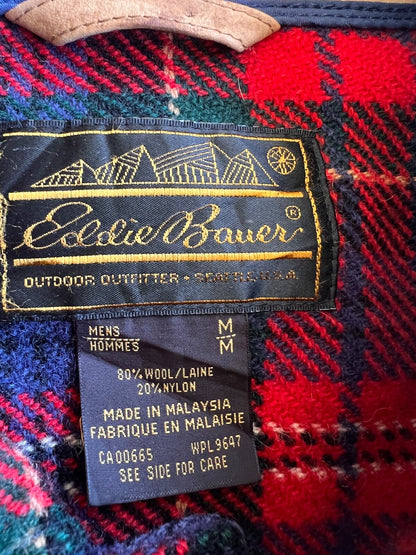 Eddie Bauer®
OUTDOOR OUTFITTER • SEATTLE, U.S.A.
MENS M
HOMMES M
80% WOOL/LAINE
20% NYLON
MADE IN MALAYSIA
FABRIQUE EN MALAISIE
CA00665 WPL9647
SEE SIDE FOR CARE